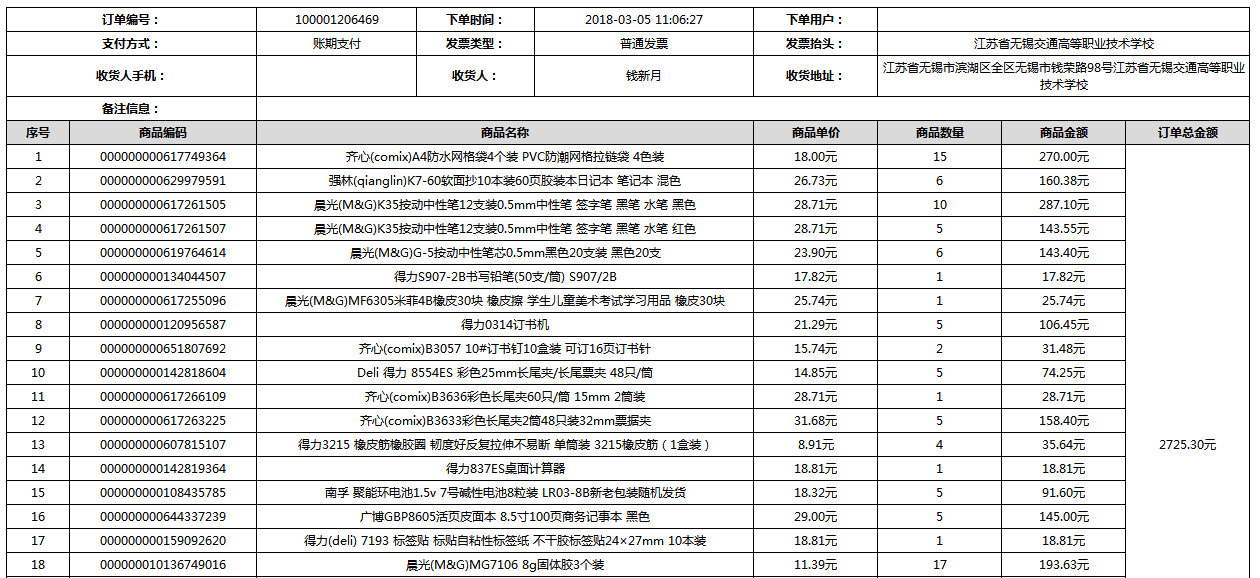 订单编号： 100001206469 下单时间： 2018-03-05 11:06:27 下单用户：
支付方式： 账期支付 发票类型： 普通发票 发票抬头： 江苏省无锡交通高等职业技术学校
收货人手机： 收货人： 钱新月 收货地址： 江苏省无锡市滨湖区全区无锡市钱荣路98号江苏省无锡交通高等职业
技术学校
备注信息：
序号 商品编码 商品名称 商品单价 商品数量 商品金额 订单总金额
1 000000000617749364 齐心(comix)A4防水网格袋4个装 PVC防潮网格拉链袋 4色装 18.00元 15 270.00元
2 000000000629979591 强林(qianglin)K7-60软面抄10本装60页胶装本日记本 笔记本 混色 26.73元 6 160.38元
3 000000000617261505 晨光(M&G)K35按动中性笔12支装0.5mm中性笔 签字笔 黑笔 水笔 黑色 28.71元 10 287.10元
4 000000000617261507 晨光(M&G)K35按动中性笔12支装0.5mm中性笔 签字笔 黑笔 水笔 红色 28.71元 5 143.55元
5 000000000619764614 晨光(M&G)G-5按动中性笔芯0.5mm黑色20支装 黑色20支 23.90元 6 143.40元
6 000000000134044507 得力S907-2B书写铅笔(50支/筒) S907/2B 17.82元 1 17.82元
7 000000000617255096 晨光(M&G)MF6305米菲4B橡皮30块 橡皮擦 学生儿童美术考试学习用品 橡皮30块 25.74元 1 25.74元
8 000000000120956587 得力0314订书机 21.29元 5 106.45元
9 000000000651807692 齐心(comix)B3057 10#订书钉10盒装 可订16页订书针 15.74元 2 31.48元
10 000000000142818604 Deli 得力 8554ES 彩色25mm长尾夹/长尾票夹 48只/筒 14.85元 5 74.25元
11 000000000617266109 齐心(comix)B3636彩色长尾夹60只/筒 15mm 2筒装 28.71元 1 28.71元
12 000000000617263225 齐心(comix)B3633彩色长尾夹2筒48只装32mm票据夹 31.68元 5 158.40元
13 000000000607815107 得力3215 橡皮筋橡胶圈 韧度好反复拉伸不易断 单筒装 3215橡皮筋（1盒装） 8.91元 4 35.64元 2725.30元
14 000000000142819364 得力837ES桌面计算器 18.81元 1 18.81元
15 000000000108435785 南孚 聚能环电池1.5v 7号碱性电池8粒装 LR03-8B新老包装随机发货 18.32元 5 91.60元
16 000000000644337239 广博GBP8605活页皮面本 8.5寸100页商务记事本 黑色 29.00元 5 145.00元
17 000000000159092620 得力(deli) 7193 标签贴 标贴自粘性标签纸 不干胶标签贴24×27mm 10本装 18.81元 1 18.81元
18 000000010136749016 晨光(M&G)MG7106 8g固体胶3个装 11.39元 17 193.63元